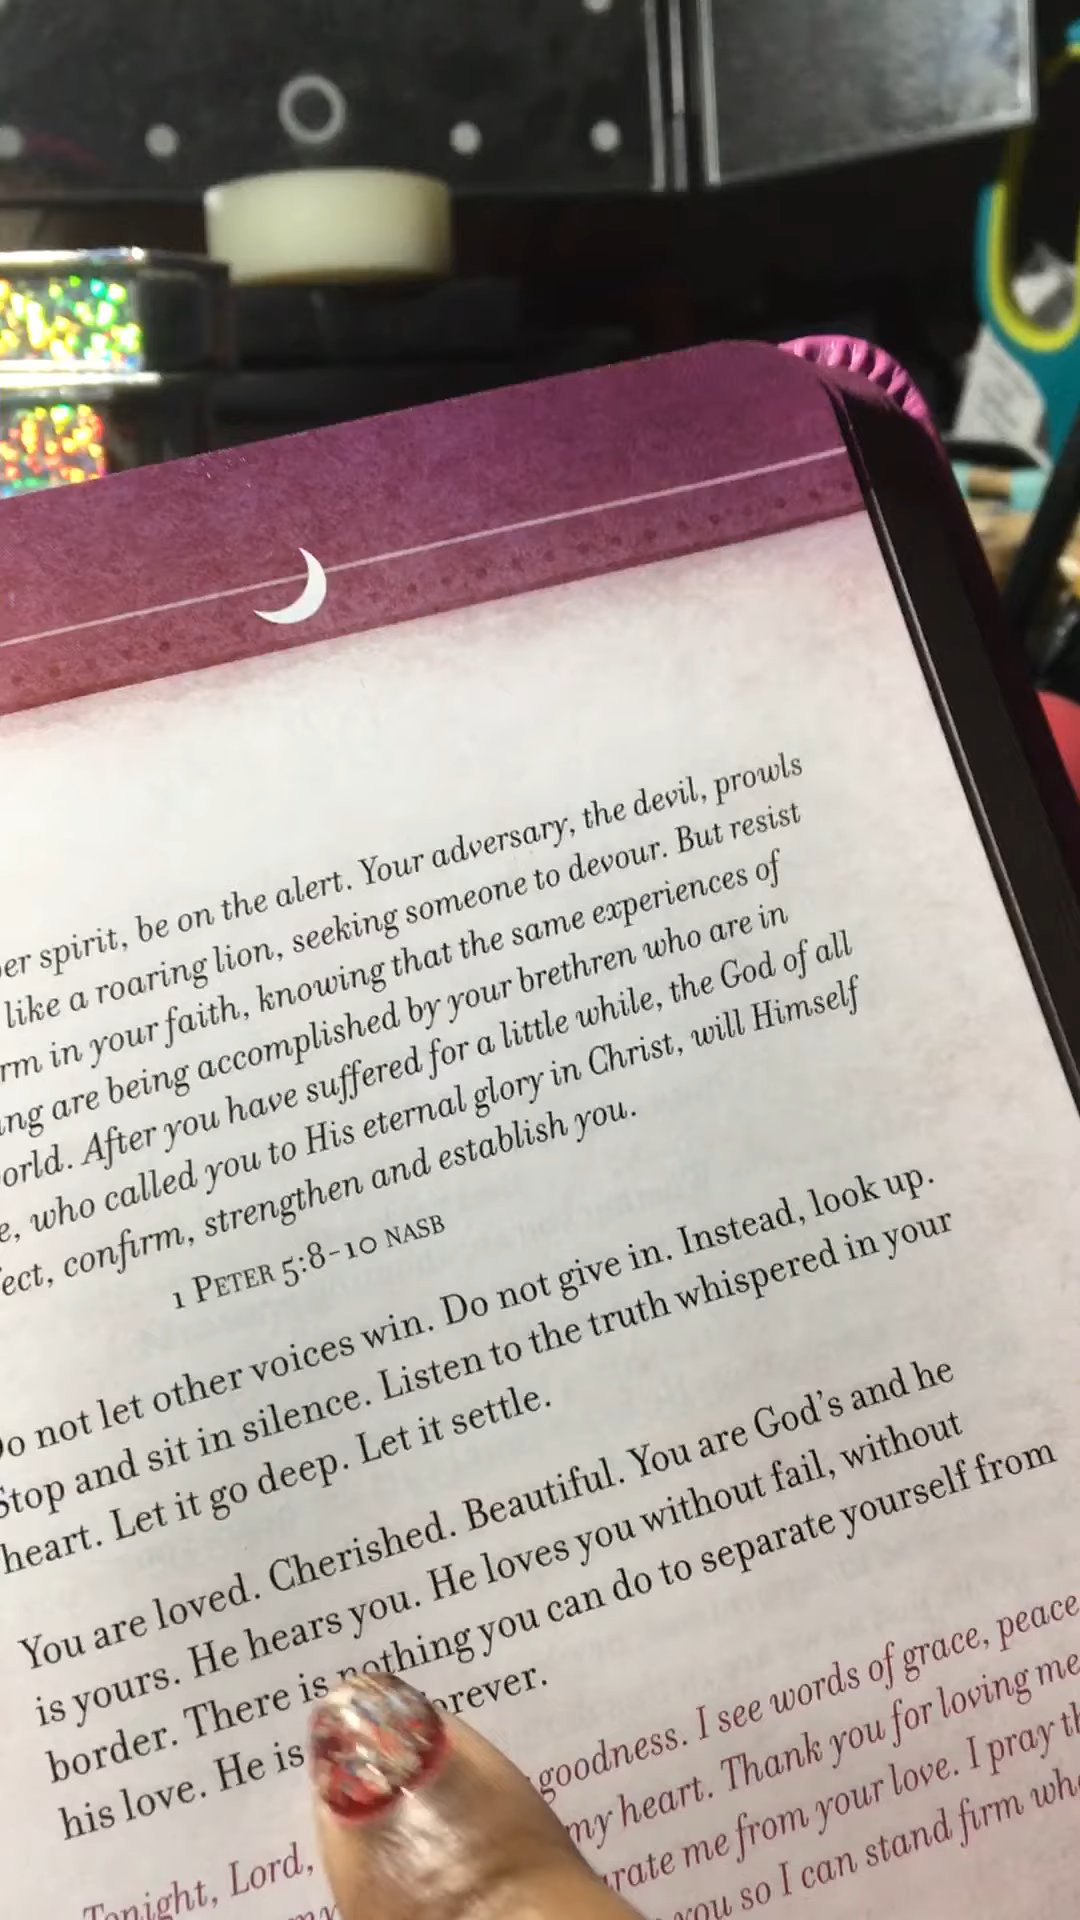 spirit, be on the alert. Your adversary, the devil, prowls
like a roaring lion, seeking someone to devour. But resist
in your faith, knowing that the same experiences of
are being accomplished by your brethren who are in
After you have suffered for a little while, the God of all
who called you to His eternal glory in Christ, will Himself
confirm, strengthen and establish you.
1 PETER 5:8-10 NASB
Do not let other voices win. Do not give in. Instead, look up.
Stop and sit in silence. Listen to the truth whispered in your
heart. Let it go deep. Let it settle.
You are loved. Cherished. Beautiful. You are God's and he
is yours. He hears you. He loves you without fail, without
border. There is nothing you can do to separate yourself from
his love. He is
Tonight, Lord, goodness. I see words of grace, peace
my heart. Thank you for loving me
me from your love. I pray
you so I can stand firm